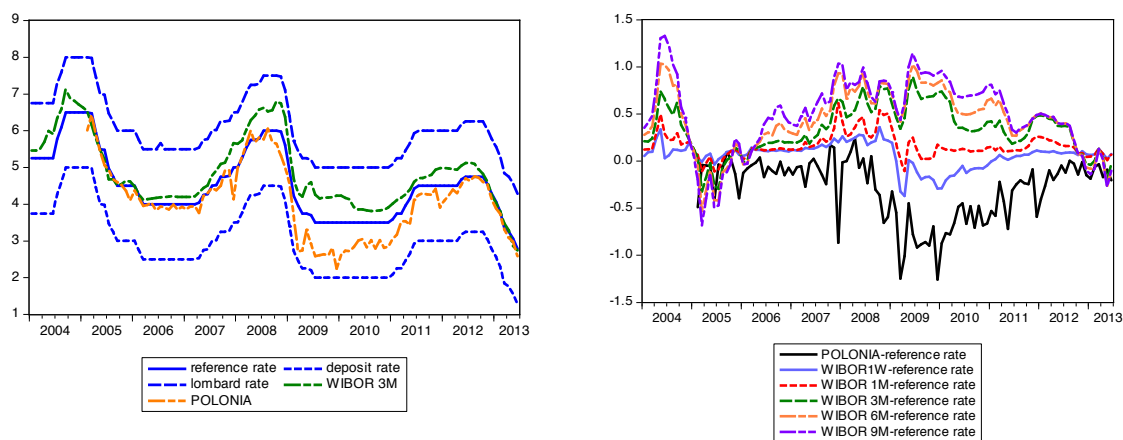 9
8
7
6
5
4
3
2
1
2004 2005 2006 2007 2008 2009 2010 2011 2012 2013
reference rate deposit rate
lombard rate WIBOR 3M
POLONIA
1.5
1.0
0.5
0.0
-0.5
-1.0
-1.5
2004 2005 2006 2007 2008 2009 2010 2011 2012 2013
POLONIA-reference rate
WIBOR1W-reference rate
WIBOR 1M-reference rate
WIBOR 3M-reference rate
WIBOR 6M-reference rate
WIBOR 9M-reference rate